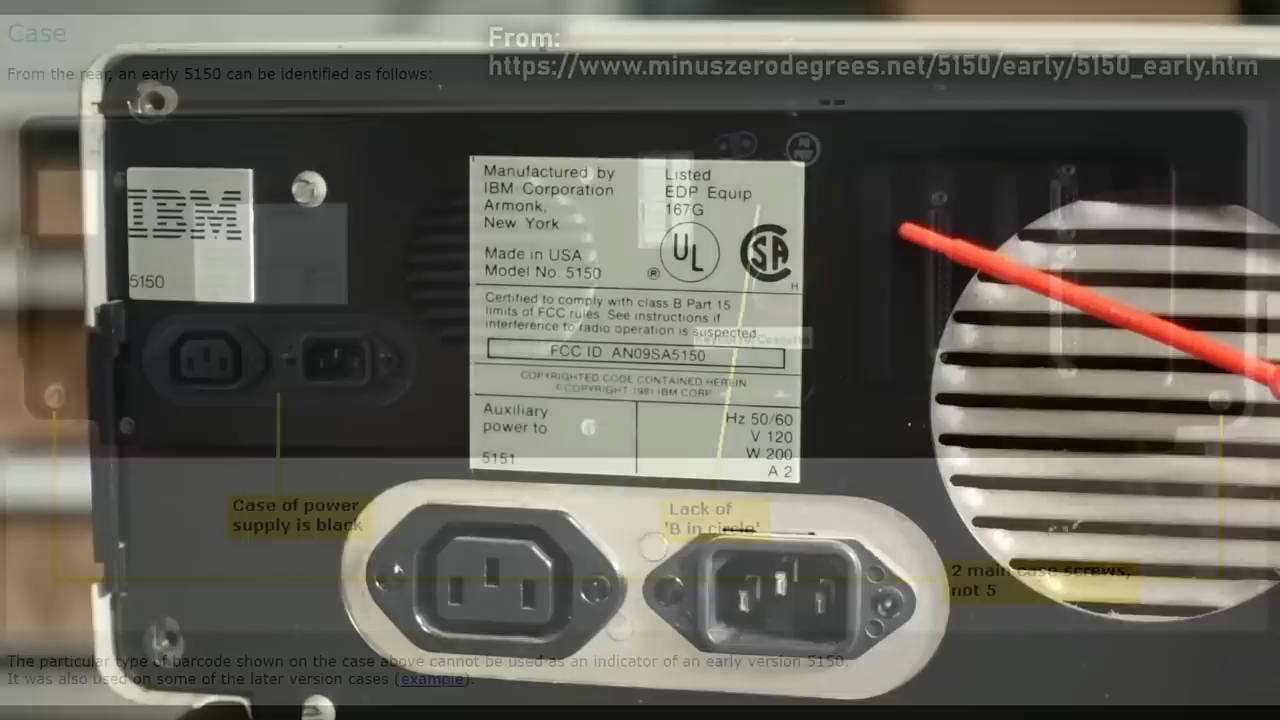 Case
From:
From the rear, an early 5150 can be identified as follows:
https://www.minuszerodegrees.net/5150/early/5150_early.htm
IBM
5150
Manufactured by
IBM Corporation
Armonk,
New York
Made in USA
Model No. 5150
Listed
EDP Equip
167G
UL
®
SA
H
Certified to comply with class B Part 15
limits of FCC rules. See instructions if
interference to radio operation is suspected.
FCC ID AN09SA5150
COPYRIGHTED CODE CONTAINED HEREIN
© COPYRIGHT 1981 IBM CORP
Auxiliary
power to
5151
Hz 50/60
V 120
W 200
A 2
Case of power
supply is black
Lack of
'B in circle'
2 main case screws,
not 5
The particular type of barcode shown on the case above cannot be used as an indicator of an early version 5150.
It was also used on some of the later version cases (example).